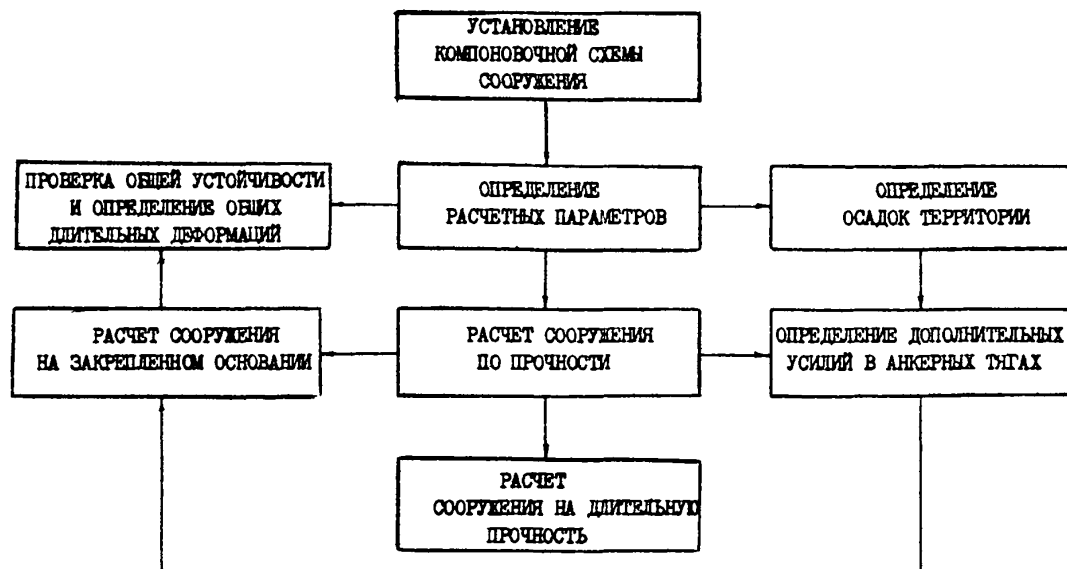 УСТАНОВЛЕНИЕ
КОМПОНОВОЧНОЙ СХЕМЫ
СООРУЖЕНИЯ
ПРОВЕРКА ОБЩЕЙ УСТОЙЧИВОСТИ
И ОПРЕДЕЛЕНИЕ ОБЩИХ
ДЛИТЕЛЬНЫХ ДЕФОРМАЦИЙ
ОПРЕДЕЛЕНИЕ
РАСЧЕТНЫХ ПАРАМЕТРОВ
ОПРЕДЕЛЕНИЕ
ОСАДОК ТЕРРИТОРИИ
РАСЧЕТ СООРУЖЕНИЯ
НА ЗАКРЕПЛЕННОМ ОСНОВАНИИ
РАСЧЕТ СООРУЖЕНИЯ
ПО ПРОЧНОСТИ
ОПРЕДЕЛЕНИЕ ДОПОЛНИТЕЛЬНЫХ
УСИЛИЙ В АНКЕРНЫХ ТЯГАХ
РАСЧЕТ
СООРУЖЕНИЯ НА ДЛИТЕЛЬНУЮ
ПРОЧНОСТЬ